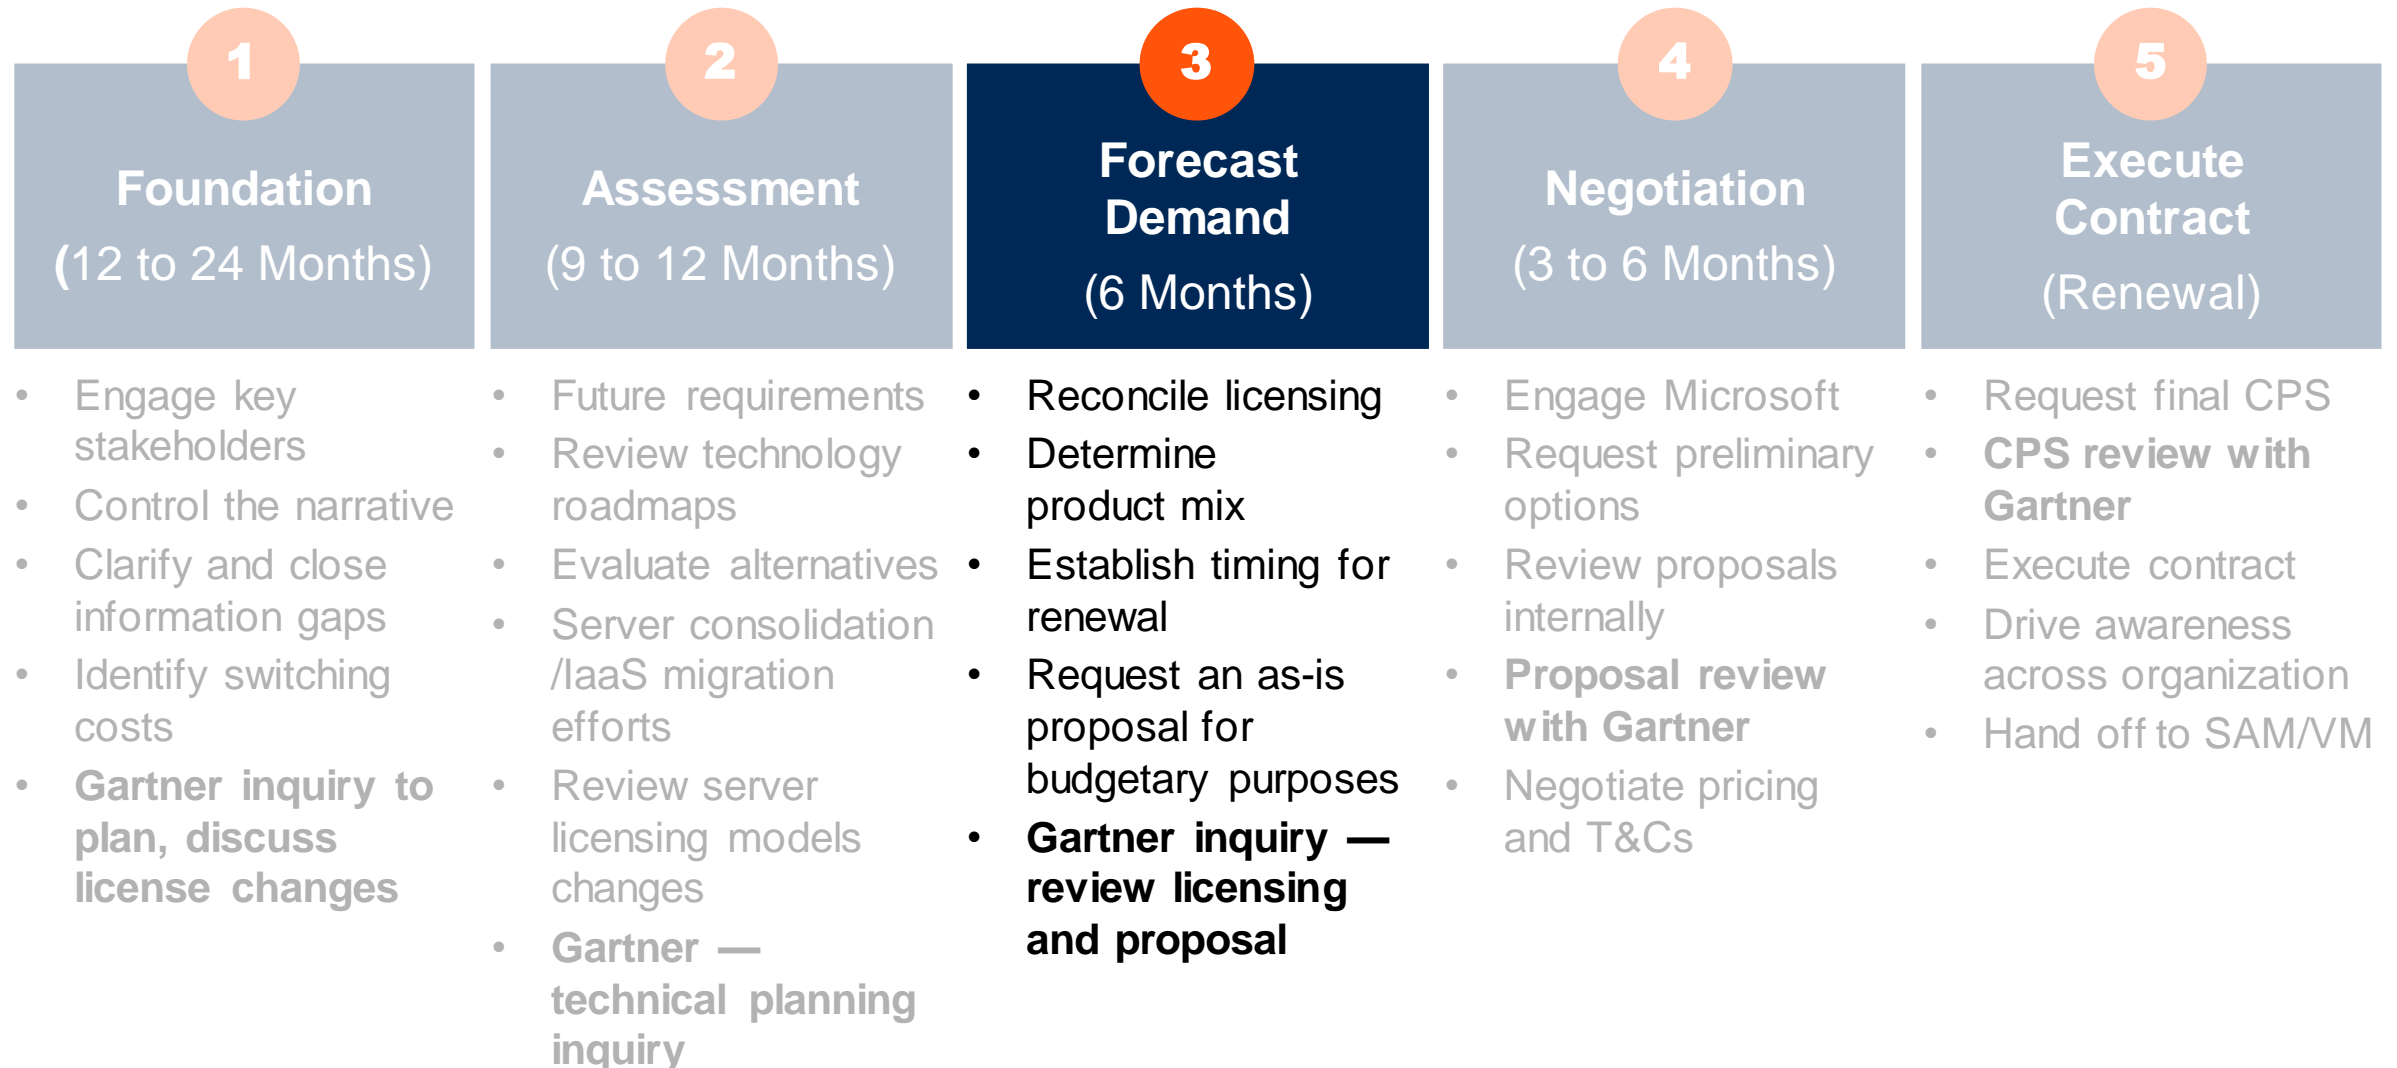 1
Foundation
(12 to 24 Months)
• Engage key
stakeholders
• Control the narrative
• Clarify and close
information gaps
• Identify switching
costs
• Gartner inquiry to
plan, discuss
license changes
2
Assessment
(9 to 12 Months)
• Future requirements
• Review technology
roadmaps
• Evaluate alternatives
• Server consolidation
/IaaS migration
efforts
• Review server
licensing models
changes
• Gartner —
technical planning
inquiry
3
Forecast
Demand
(6 Months)
• Reconcile licensing
• Determine
product mix
• Establish timing for
renewal
• Request an as-is
proposal for
budgetary purposes
• Gartner inquiry —
review licensing
and proposal
4
Negotiation
(3 to 6 Months)
• Engage Microsoft
• Request preliminary
options
• Review proposals
internally
• Proposal review
with Gartner
• Negotiate pricing
and T&Cs
5
Execute
Contract
(Renewal)
• Request final CPS
• CPS review with
Gartner
• Execute contract
• Drive awareness
across organization
• Hand off to SAM/VM